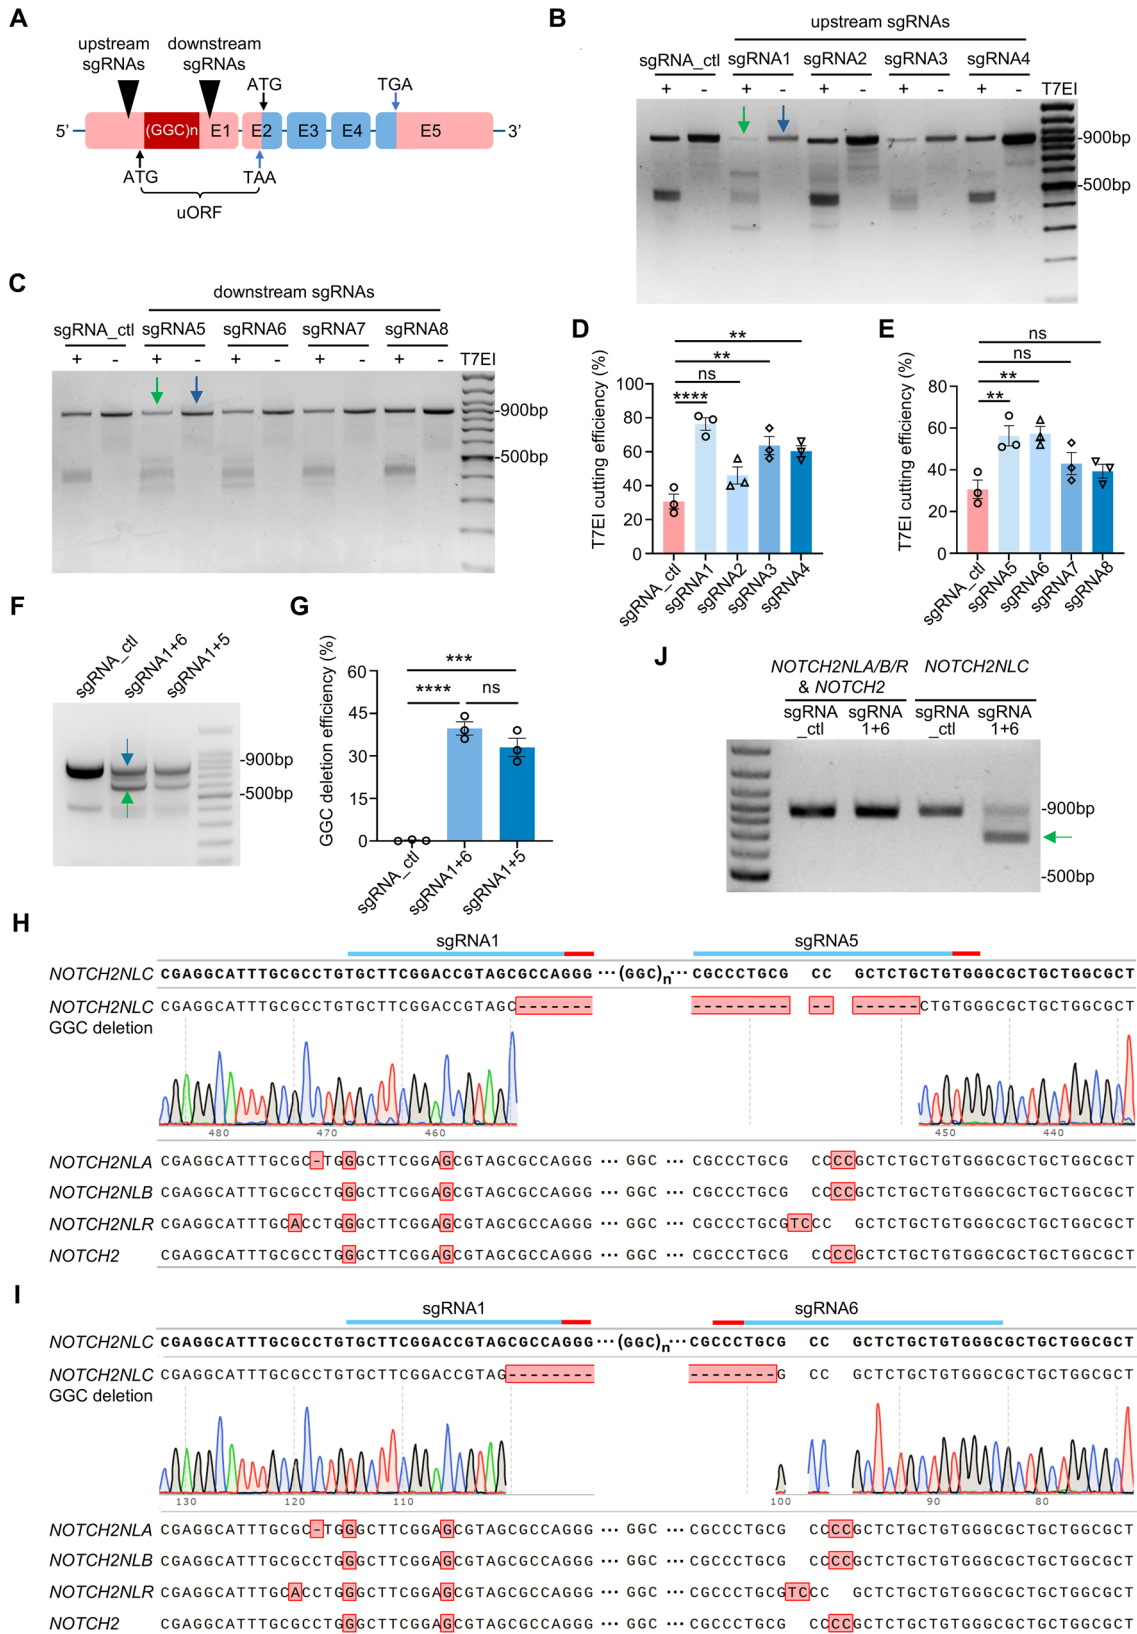 A
upstream sgRNAs
downstream sgRNAs
ATG
TGA
5'
(GGC)n
E1
E2
E3
E4
E5
3'
ATG
TAA
uORF
B
upstream sgRNAs
sgRNA_ctl sgRNA1 sgRNA2 sgRNA3 sgRNA4
+ - + - + - + - + - T7EI
-900bp
-500bp
C
downstream sgRNAs
sgRNA_ctl sgRNA5 sgRNA6 sgRNA7 sgRNA8
+ - + - + - + - + - T7EI
-900bp
-500bp
D
T7EI cutting efficiency (%)
100
80
60
40
20
0
**
**
ns
****
sgRNA_ctl sgRNA1 sgRNA2 sgRNA3 sgRNA4
E
T7EI cutting efficiency (%)
80
60
40
20
0
ns
ns
**
**
sgRNA_ctl sgRNA5 sgRNA6 sgRNA7 sgRNA8
F
sgRNA_ctl sgRNA1+6 sgRNA1+5
-900bp
-500bp
G
GGC deletion efficiency (%)
60
45
30
15
0
***
**** ns
sgRNA_ctl sgRNA1+6 sgRNA1+5
J
NOTCH2NLA/B/R & NOTCH2
NOTCH2NLC
sgRNA _ctl
sgRNA 1+6
sgRNA _ctl
sgRNA 1+6
-900bp
-500bp
H
sgRNA1 sgRNA5
NOTCH2NLC CGAGGCATTTGCGCCTGTGCTTCGGACCGTAGCGCCAGGG ··· (GGC)n ··· CGCCCTGCG CC GCTCTGCTGTGGGCGCTGCTGGCGCT
NOTCH2NLC CGAGGCATTTGCGCCTGTGCTTCGGACCGTAGC------- --------- -- ------CTGTGGGCGCTGCTGGCGCT
GGC deletion
480 470 460 450 440
NOTCH2NLA CGAGGCATTTGCGC-TGGGCTTCGGAGCGTAGCGCCAGGG ··· GGC ··· CGCCCTGCG CCCCGCTCTGCTGTGGGCGCTGCTGGCGCT
NOTCH2NLB CGAGGCATTTGCGCCTGGGCTTCGGAGCGTAGCGCCAGGG ··· GGC ··· CGCCCTGCG CCCCGCTCTGCTGTGGGCGCTGCTGGCGCT
NOTCH2NLR CGAGGCATTTGCACCTGGGCTTCGGAGCGTAGCGCCAGGG ··· GGC ··· CGCCCTGCGTCCC GCTCTGCTGTGGGCGCTGCTGGCGCT
NOTCH2 CGAGGCATTTGCGCCTGGGCTTCGGAGCGTAGCGCCAGGG ··· GGC ··· CGCCCTGCG CCCCGCTCTGCTGTGGGCGCTGCTGGCGCT
I
sgRNA1 sgRNA6
NOTCH2NLC CGAGGCATTTGCGCCTGTGCTTCGGACCGTAGCGCCAGGG ··· (GGC)n ··· CGCCCTGCG CC GCTCTGCTGTGGGCGCTGCTGGCGCT
NOTCH2NLC CGAGGCATTTGCGCCTGTGCTTCGGACCGTAG-------- --------G CC GCTCTGCTGTGGGCGCTGCTGGCGCT
GGC deletion
130 120 110 100 90 80
NOTCH2NLA CGAGGCATTTGCGC-TGGGCTTCGGAGCGTAGCGCCAGGG ··· GGC ··· CGCCCTGCG CCCCGCTCTGCTGTGGGCGCTGCTGGCGCT
NOTCH2NLB CGAGGCATTTGCGCCTGGGCTTCGGAGCGTAGCGCCAGGG ··· GGC ··· CGCCCTGCG CCCCGCTCTGCTGTGGGCGCTGCTGGCGCT
NOTCH2NLR CGAGGCATTTGCACCTGGGCTTCGGAGCGTAGCGCCAGGG ··· GGC ··· CGCCCTGCGTCCC GCTCTGCTGTGGGCGCTGCTGGCGCT
NOTCH2 CGAGGCATTTGCGCCTGGGCTTCGGAGCGTAGCGCCAGGG ··· GGC ··· CGCCCTGCG CCCCGCTCTGCTGTGGGCGCTGCTGGCGCT